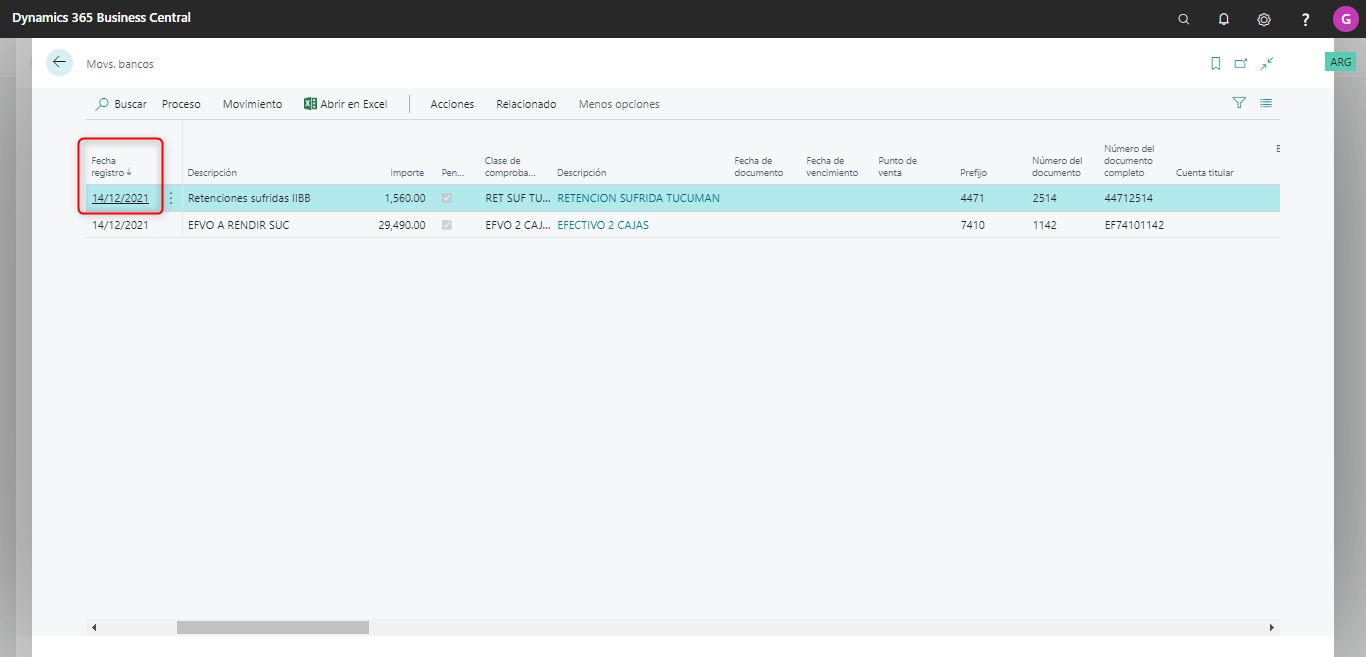 Dynamics 365 Business Central
? G
Movs. bancos
ARG
Buscar Proceso Movimiento Abrir en Excel Acciones Relacionado Menos opciones
Fecha registro↓ Descripción Importe Pen... Clase de comproba... Descripción Fecha de documento Fecha de vencimiento Punto de venta Prefijo Número del documento Número del documento completo Cuenta titular
14/12/2021 Retenciones sufridas IIBB 1,560.00 RET SUF TU... RETENCION SUFRIDA TUCUMAN 4471 2514 44712514
14/12/2021 EFVO A RENDIR SUC 29,490.00 EFVO 2 CAJ... EFECTIVO 2 CAJAS 7410 1142 EF74101142